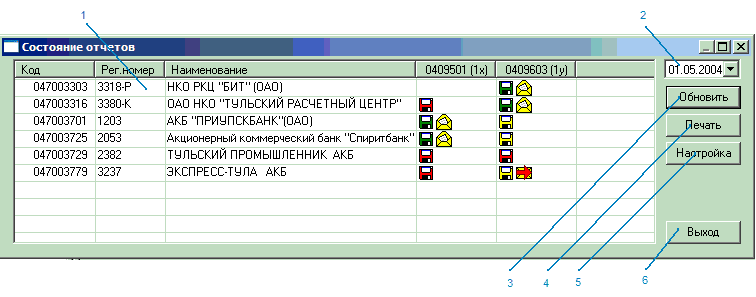 1
2
Состояние отчетов
Код Рег.номер Наименование 0409501 (1x) 0409603 (1y)
01.05.2004
047003303 3318-Р НКО РКЦ "БИТ" (ОАО)
Обновить
047003316 3380-К ОАО НКО "ТУЛЬСКИЙ РАСЧЕТНЫЙ ЦЕНТР"
047003701 1203 АКБ "ПРИУПСКБАНК"(ОАО)
Печать
047003725 2053 Акционерный коммерческий банк "Спиритбанк"
047003729 2382 ТУЛЬСКИЙ ПРОМЫШЛЕННИК АКБ
Настройка
047003779 3237 ЭКСПРЕСС-ТУЛА АКБ
Выход
3
4
5
6